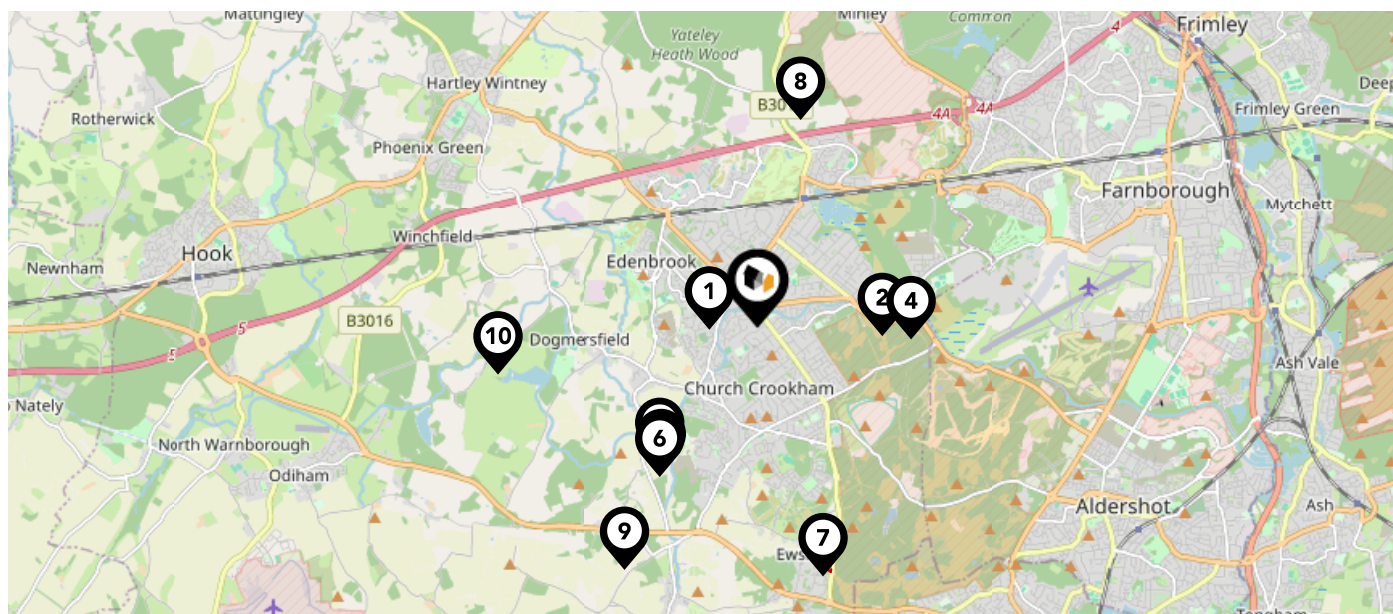 Mattingley
Minley
Common
Frimley
4
Yateley
Heath Wood
Hartley Wintney
8
B30
4A
4A
Frimley Green
Deep
Rotherwick
Phoenix Green
Farnborough
Mytchett
Winchfield
Hook
Newnham
Edenbrook
1
2
4
B3016
5
5
10
Dogmersfield
Ash Vale
Church Crookham
Nately
6
North Warnborough
Odiham
Aldershot
Ash
9
7
Ews
Tongham